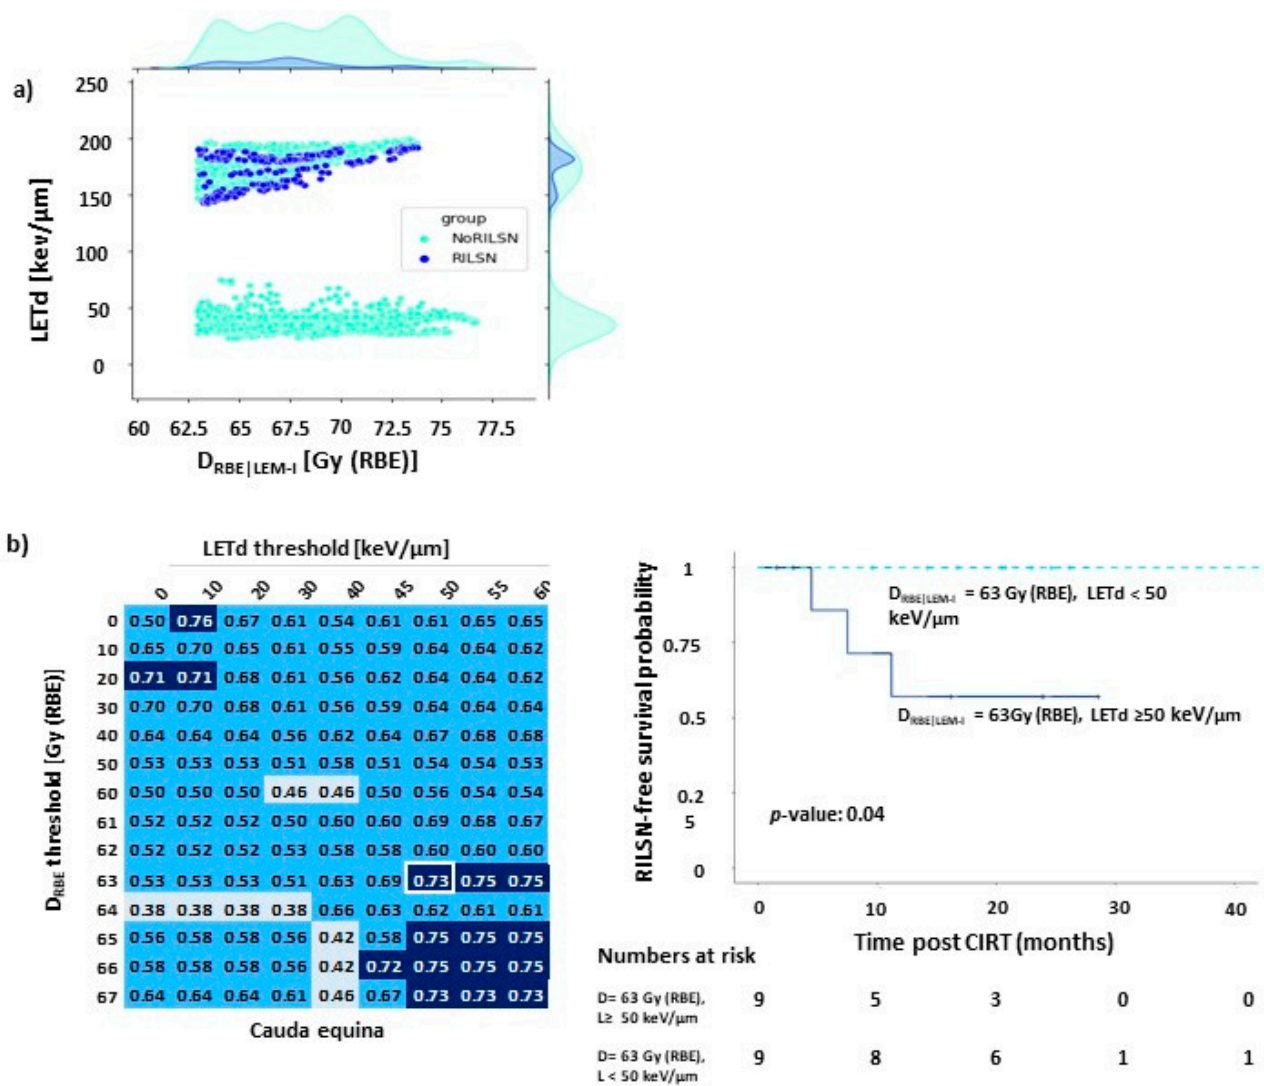 a)
250
200
150
100
50
0
LETd [kev/µm]
group
NoRILSN
RILSN
60 62.5 65 67.5 70 72.5 75 77.5
DRBE|LEM-I [Gy (RBE)]
b)
LETd threshold [keV/µm]
0 10 20 30 40 45 50 55 60
DRBE threshold [Gy (RBE)]
0 0.50 0.76 0.67 0.61 0.54 0.61 0.61 0.65 0.65
10 0.65 0.70 0.65 0.61 0.55 0.59 0.64 0.64 0.62
20 0.71 0.71 0.68 0.61 0.56 0.62 0.64 0.64 0.62
30 0.70 0.70 0.68 0.61 0.56 0.59 0.64 0.64 0.64
40 0.64 0.64 0.64 0.56 0.62 0.64 0.67 0.68 0.68
50 0.53 0.53 0.53 0.51 0.58 0.51 0.54 0.54 0.53
60 0.50 0.50 0.50 0.46 0.46 0.50 0.56 0.54 0.54
61 0.52 0.52 0.52 0.50 0.60 0.60 0.69 0.68 0.67
62 0.52 0.52 0.52 0.53 0.58 0.58 0.60 0.60 0.60
63 0.53 0.53 0.53 0.51 0.63 0.69 0.73 0.75 0.75
64 0.38 0.38 0.38 0.38 0.66 0.63 0.62 0.61 0.61
65 0.56 0.58 0.58 0.56 0.42 0.58 0.75 0.75 0.75
66 0.58 0.58 0.58 0.56 0.42 0.72 0.75 0.75 0.75
67 0.64 0.64 0.64 0.61 0.46 0.67 0.73 0.73 0.73
Cauda equina
RILSN-free survival probability
1
0.75
0.5
0.2
5
0
DRBE|LEM-I = 63 Gy (RBE), LETd < 50
keV/µm
DRBE|LEM-I = 63Gy (RBE), LETd ≥50 keV/µm
p-value: 0.04
0 10 20 30 40
Time post CIRT (months)
Numbers at risk
D= 63 Gy (RBE),
L≥ 50 keV/µm
9 5 3 0 0
D= 63 Gy (RBE),
L < 50 keV/µm
9 8 6 1 1